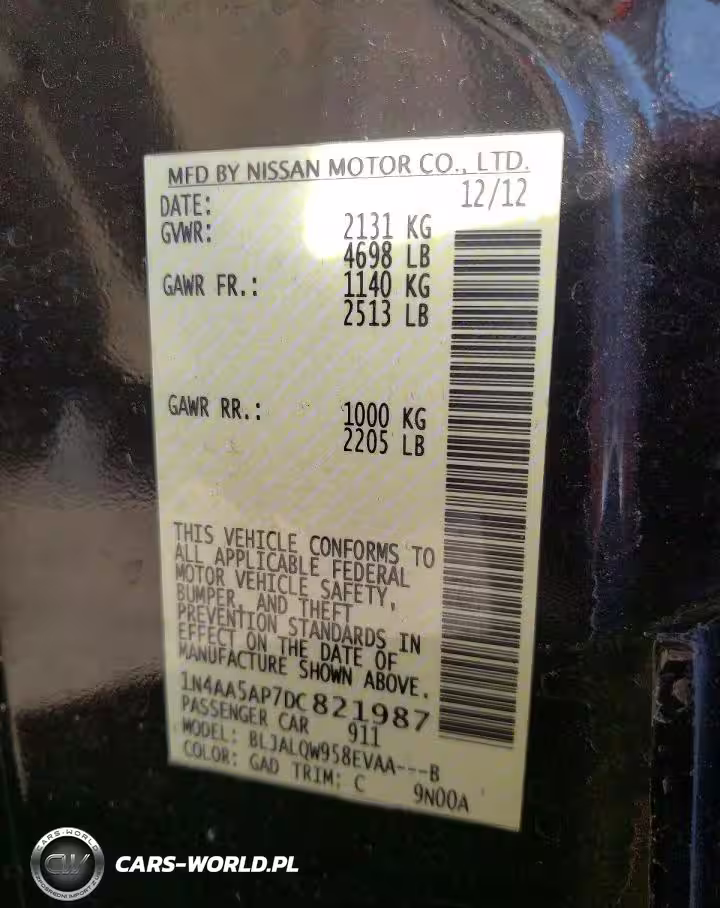 MFD BY NISSAN MOTOR CO., LTD.
DATE: 12/12
GVWR: 2131 KG
4698 LB
GAWR FR.: 1140 KG
2513 LB
GAWR RR.: 1000 KG
2205 LB
THIS VEHICLE CONFORMS TO
ALL APPLICABLE FEDERAL
MOTOR VEHICLE SAFETY,
BUMPER, AND THEFT
PREVENTION STANDARDS IN
EFFECT ON THE DATE OF
MANUFACTURE SHOWN ABOVE.
1N4AA5AP7DC821987
PASSENGER CAR 911
MODEL: BLJALQW958EVAA---B
COLOR: GAD TRIM: C 9N00A
CARS-WORLD
CW
CARS-WORLD.PL